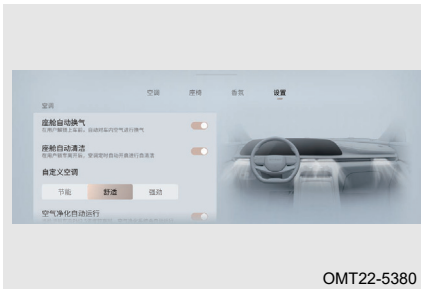 空调
座椅
香氛
设置
空调
座舱自动换气
座舱自动清洁
自定义空调
节能
舒适
强劲
空气净化自动运行
OMT22-5380